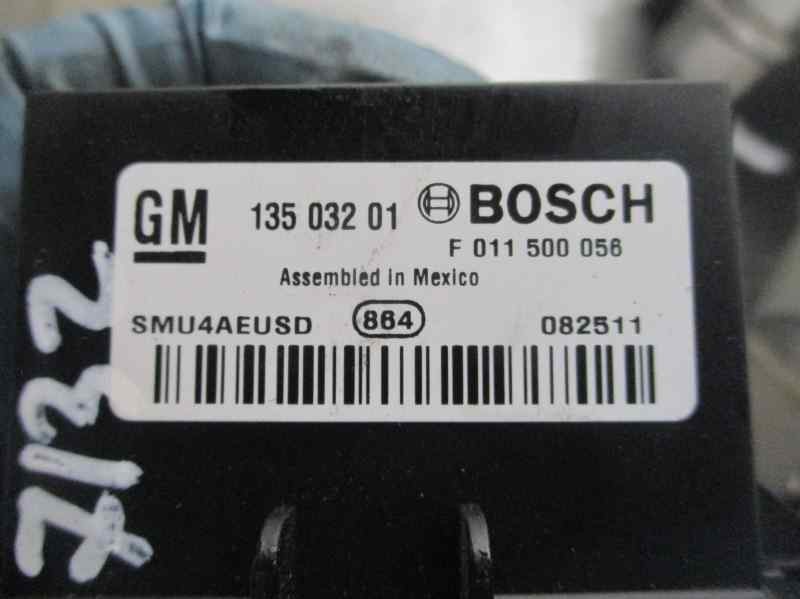 GM 135 032 01 BOSCH
F 011 500 056
Assembled in Mexico
SMU4AEUSD 864 082511
7132